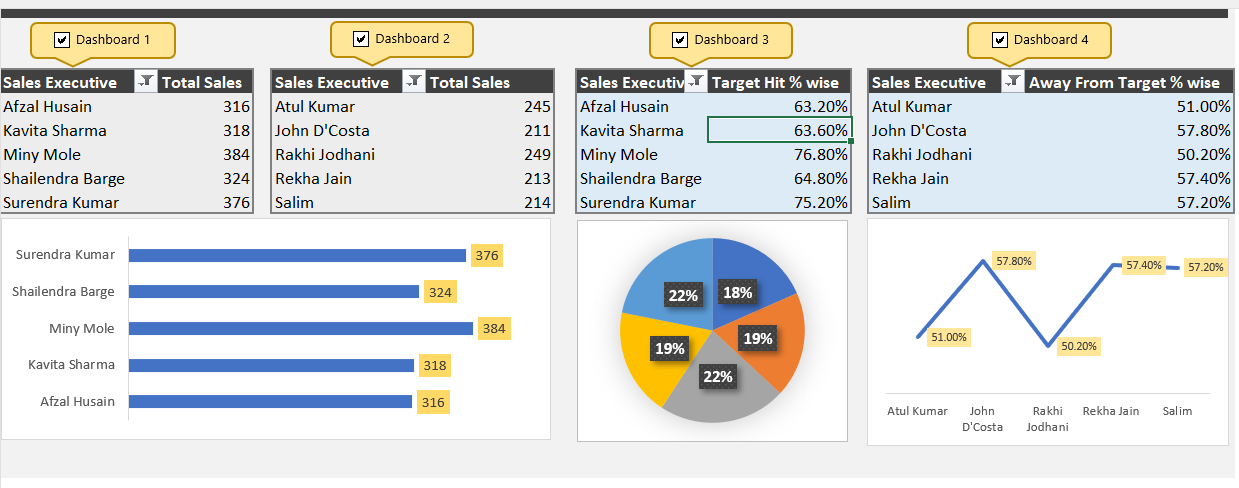 Dashboard 1
Dashboard 2
Dashboard 3
Dashboard 4
Sales Executive Total Sales
Afzal Husain 316
Kavita Sharma 318
Miny Mole 384
Shailendra Barge 324
Surendra Kumar 376
Sales Executive Total Sales
Atul Kumar 245
John D'Costa 211
Rakhi Jodhani 249
Rekha Jain 213
Salim 214
Sales Executiv Target Hit % wise
Afzal Husain 63.20%
Kavita Sharma 63.60%
Miny Mole 76.80%
Shailendra Barge 64.80%
Surendra Kumar 75.20%
Sales Executive Away From Target % wise
Atul Kumar 51.00%
John D'Costa 57.80%
Rakhi Jodhani 50.20%
Rekha Jain 57.40%
Salim 57.20%
Surendra Kumar 376
Shailendra Barge 324
Miny Mole 384
Kavita Sharma 318
Afzal Husain 316
22% 18%
19% 19%
22%
57.80%
57.40% 57.20%
51.00%
50.20%
Atul Kumar John Rakhi Rekha Jain Salim
D'Costa Jodhani